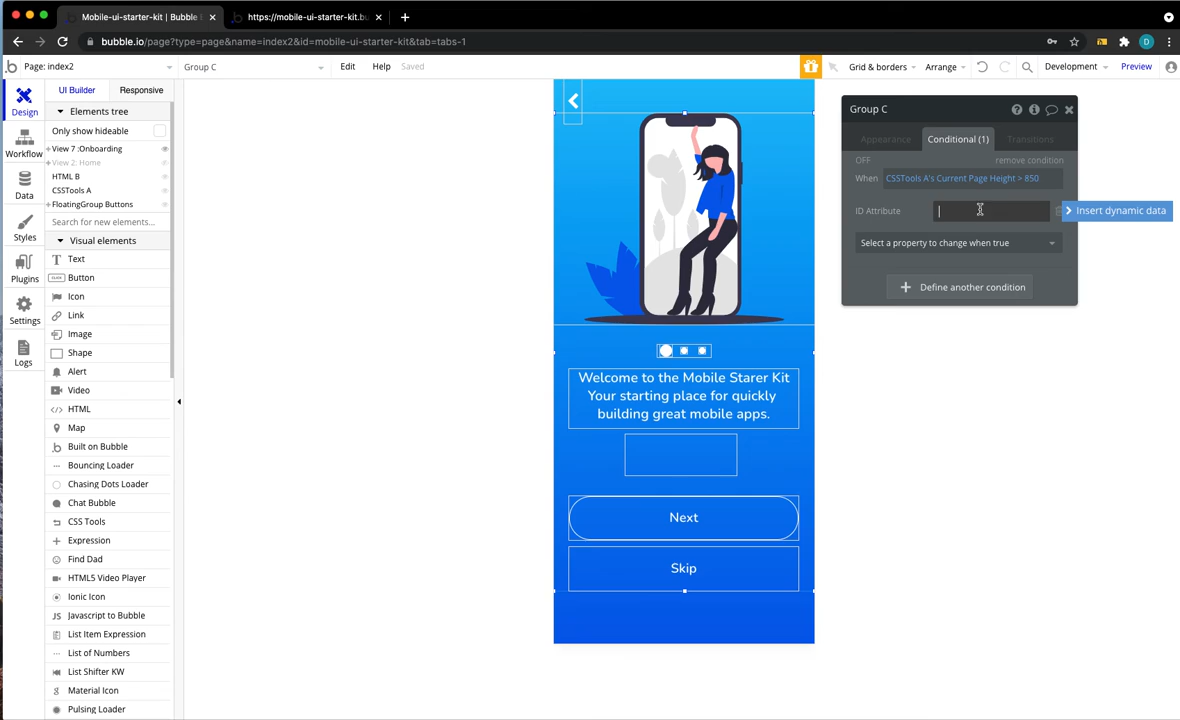 Mobile-ui-starter-kit | Bubble
https://mobile-ui-starter-kit.bu
bubble.io/page?type=page&name=index2&id=mobile-ui-starter-kit&tab=tabs-1
D
Page: index2
Group C
Edit
Help
Saved
Grid & borders
Arrange
Development
Preview
Design
Workflow
Data
Styles
Plugins
Settings
Logs
UI Builder
Responsive
Elements tree
Only show hideable
View 7 :Onboarding
View 2: Home
HTML B
CSSTools A
FloatingGroup Buttons
Search for new elements...
Visual elements
Text
CLICK
Button
Icon
Link
Image
Shape
Alert
Video
</> HTML
Map
Built on Bubble
Bouncing Loader
Chasing Dots Loader
Chat Bubble
CSS Tools
Expression
Find Dad
HTML5 Video Player
Ionic Icon
JS Javascript to Bubble
List Item Expression
List of Numbers
List Shifter KW
Material Icon
Pulsing Loader
Welcome to the Mobile Starer Kit
Your starting place for quickly
building great mobile apps.
Next
Skip
Group C
Appearance
Conditional (1)
Transitions
OFF
remove condition
When
CSSTools A's Current Page Height > 850
ID Attribute
Insert dynamic data
Select a property to change when true
Define another condition